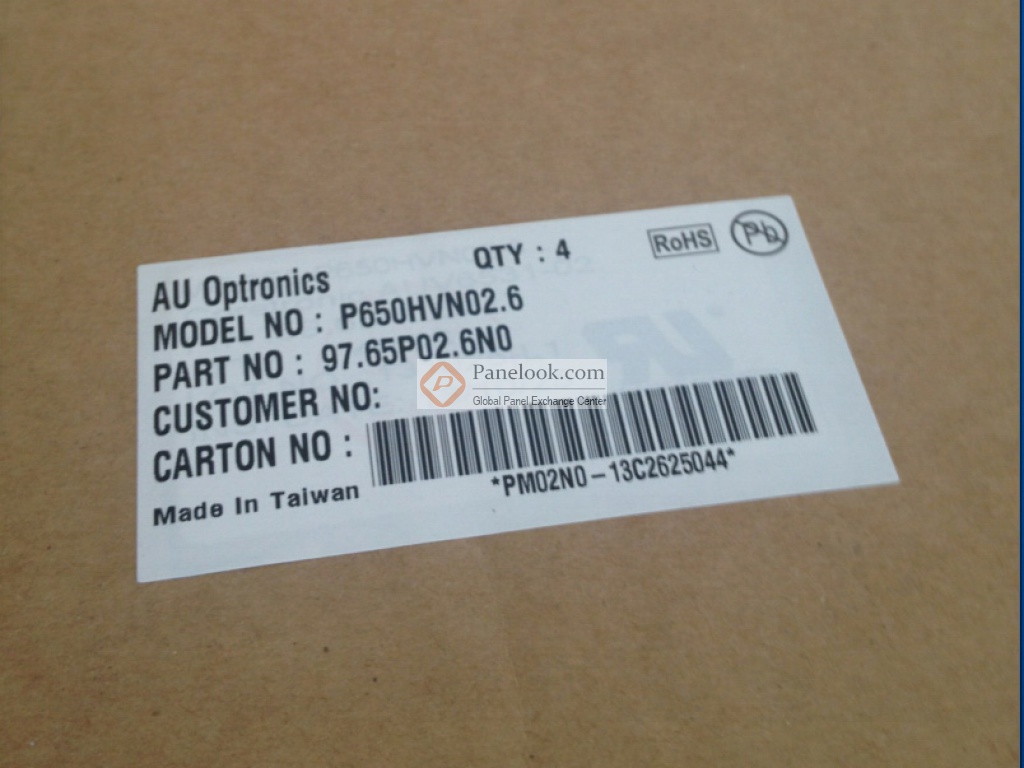 AU Optronics
QTY : 4
RoHS
Pb
MODEL NO : P650HVN02.6
PART NO : 97.65P02.6N0
CUSTOMER NO:
CARTON NO :
*PM02N0-13C2625044*
Made In Taiwan
P Panelook.com
Global Panel Exchange Center